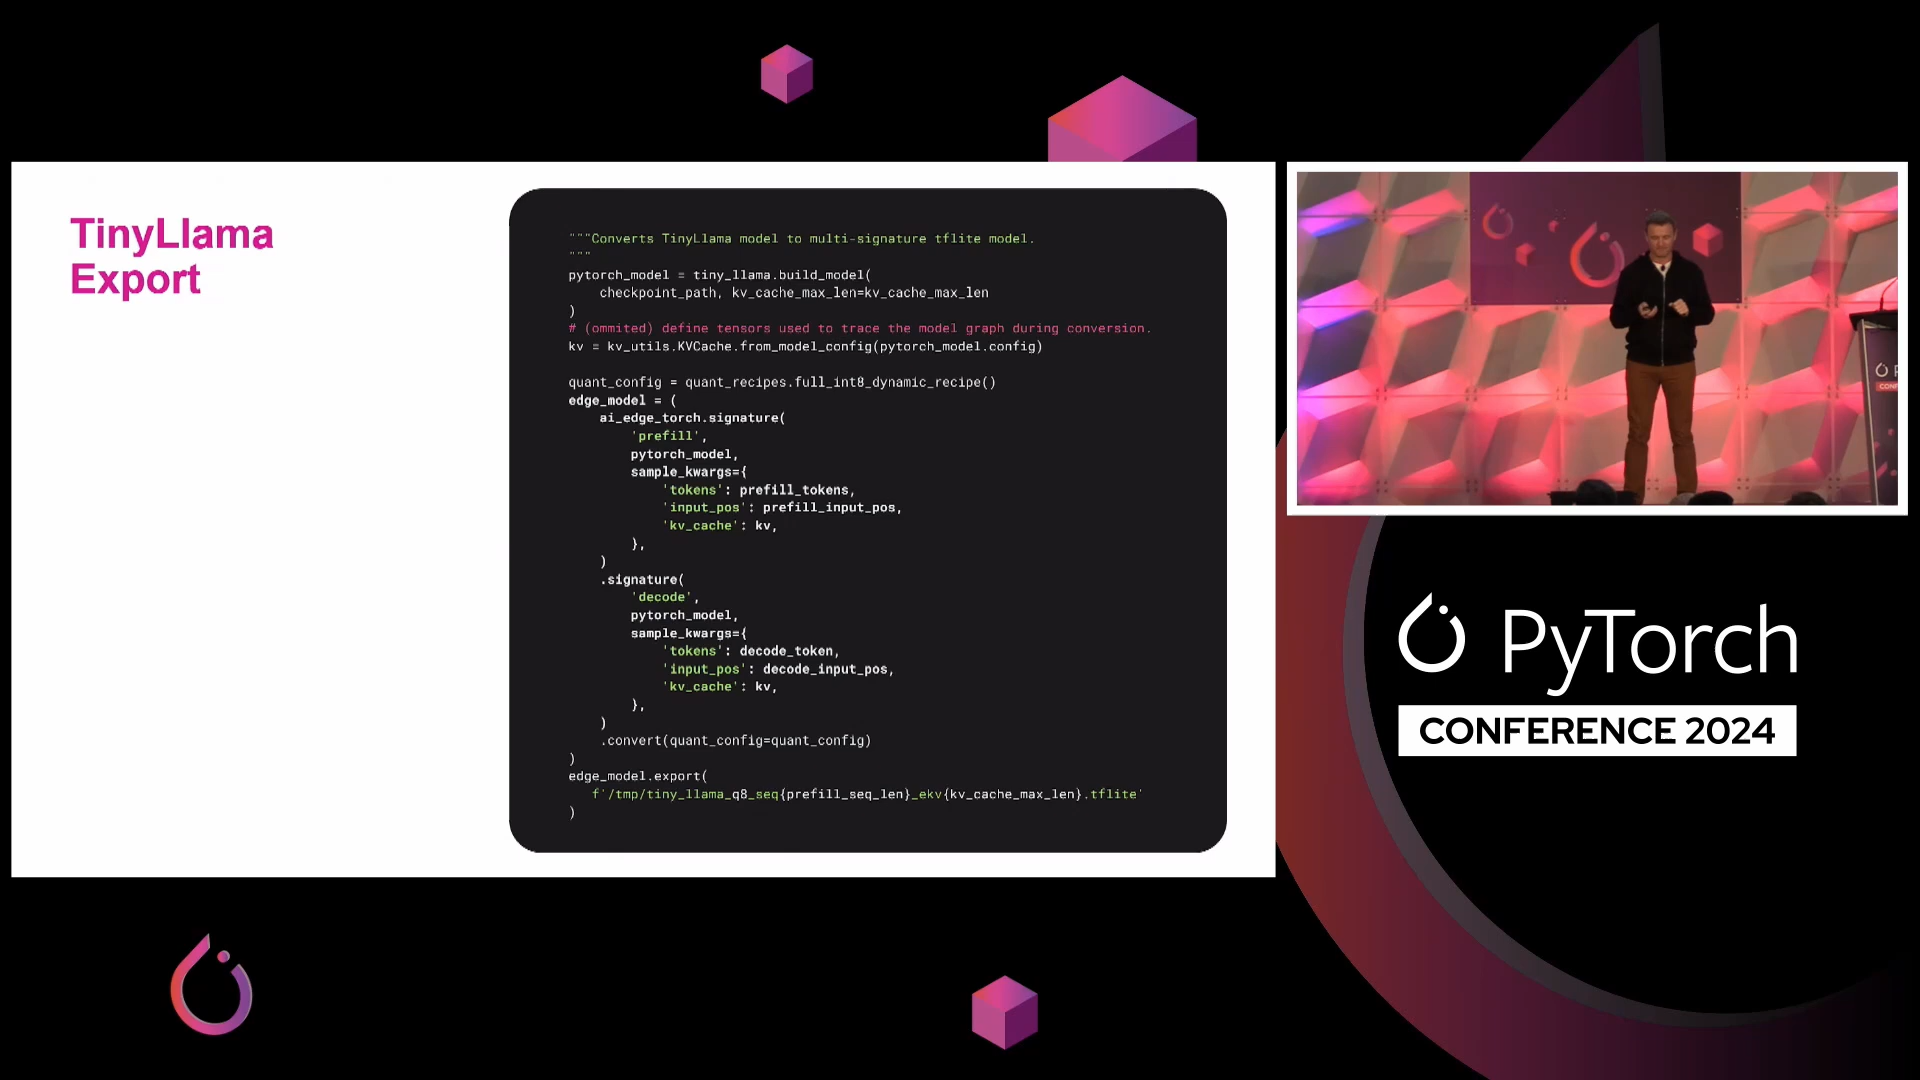 TinyLlama
Export
"""Converts TinyLlama model to multi-signature tflite model.
"""
pytorch_model = tiny_llama.build_model(
checkpoint_path, kv_cache_max_len=kv_cache_max_len
)
# (ommited) define tensors used to trace the model graph during conversion.
kv = kv_utils.KVCache.from_model_config(pytorch_model.config)
quant_config = quant_recipes.full_int8_dynamic_recipe()
edge_model = (
ai_edge_torch.signature(
'prefill',
pytorch_model,
sample_kwargs={
'tokens': prefill_tokens,
'input_pos': prefill_input_pos,
'kv_cache': kv,
},
)
.signature(
'decode',
pytorch_model,
sample_kwargs={
'tokens': decode_token,
'input_pos': decode_input_pos,
'kv_cache': kv,
},
)
.convert(quant_config=quant_config)
)
edge_model.export(
f'/tmp/tiny_llama_q8_seq{prefill_seq_len}_ekv{kv_cache_max_len}.tflite'
)
PyTorch
CONFERENCE 2024